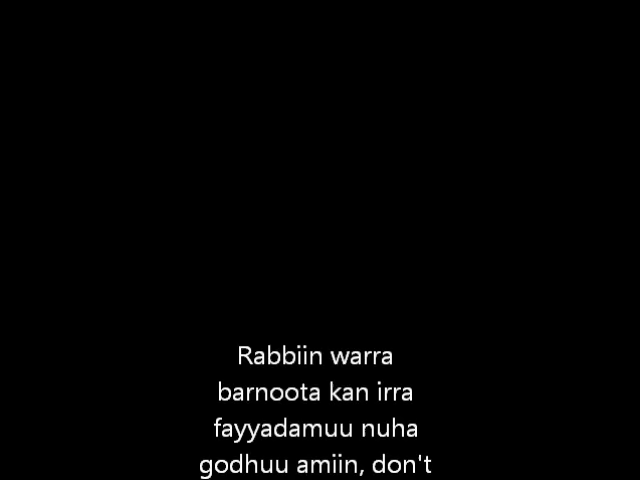 Rabbiin warra
barnoota kan irra
fayyadamuu nuha
godhuu amiin, don't